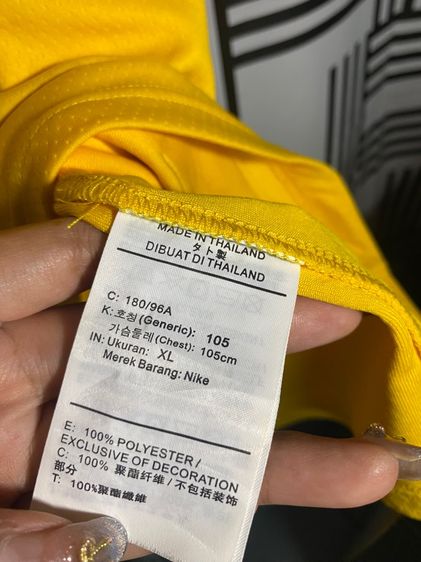 MADE IN THAILAND
タト製
DIBUAT DI THAILAND
C: 180/96A
K: 호칭 (Generic): 105
가슴둘레 (Chest): 105cm
IN: Ukuran: XL
Merek Barang: Nike
E: 100% POLYESTER /
EXCLUSIVE OF DECORATION
C: 100% 聚酯纤维 / 不包括装饰
部分
T: 100%聚酯纖維